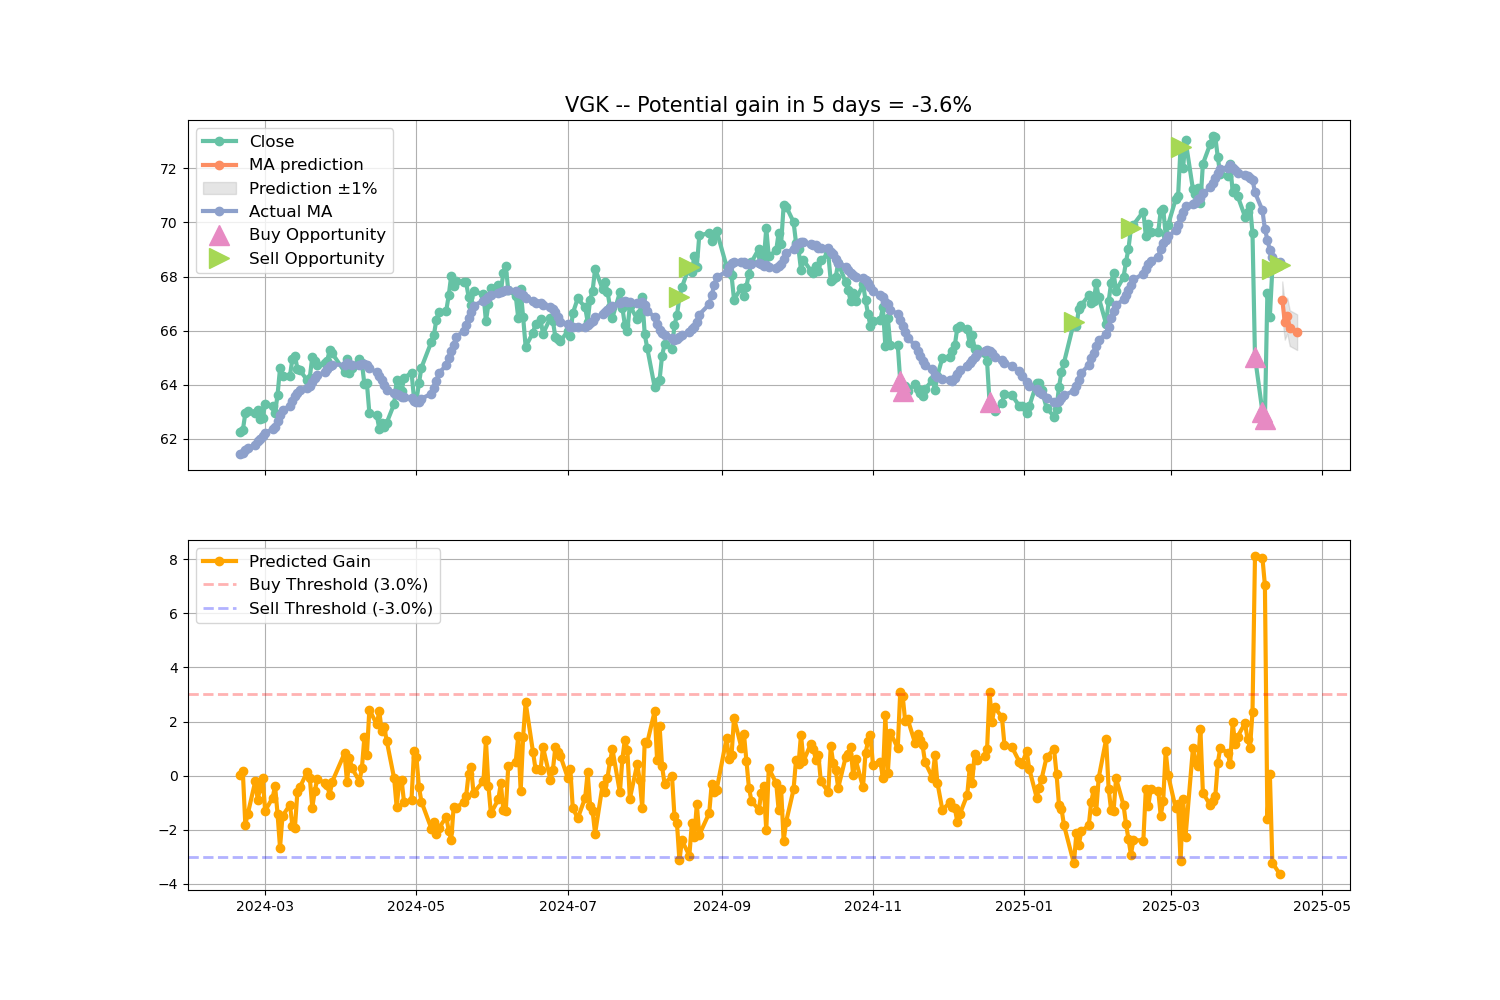 VGK -- Potential gain in 5 days = -3.6%
Close
MA prediction
Prediction ±1%
Actual MA
Buy Opportunity
Sell Opportunity
72
70
68
66
64
62
Predicted Gain
Buy Threshold (3.0%)
Sell Threshold (-3.0%)
8
6
4
2
0
−2
−4
2024-03
2024-05
2024-07
2024-09
2024-11
2025-01
2025-03
2025-05